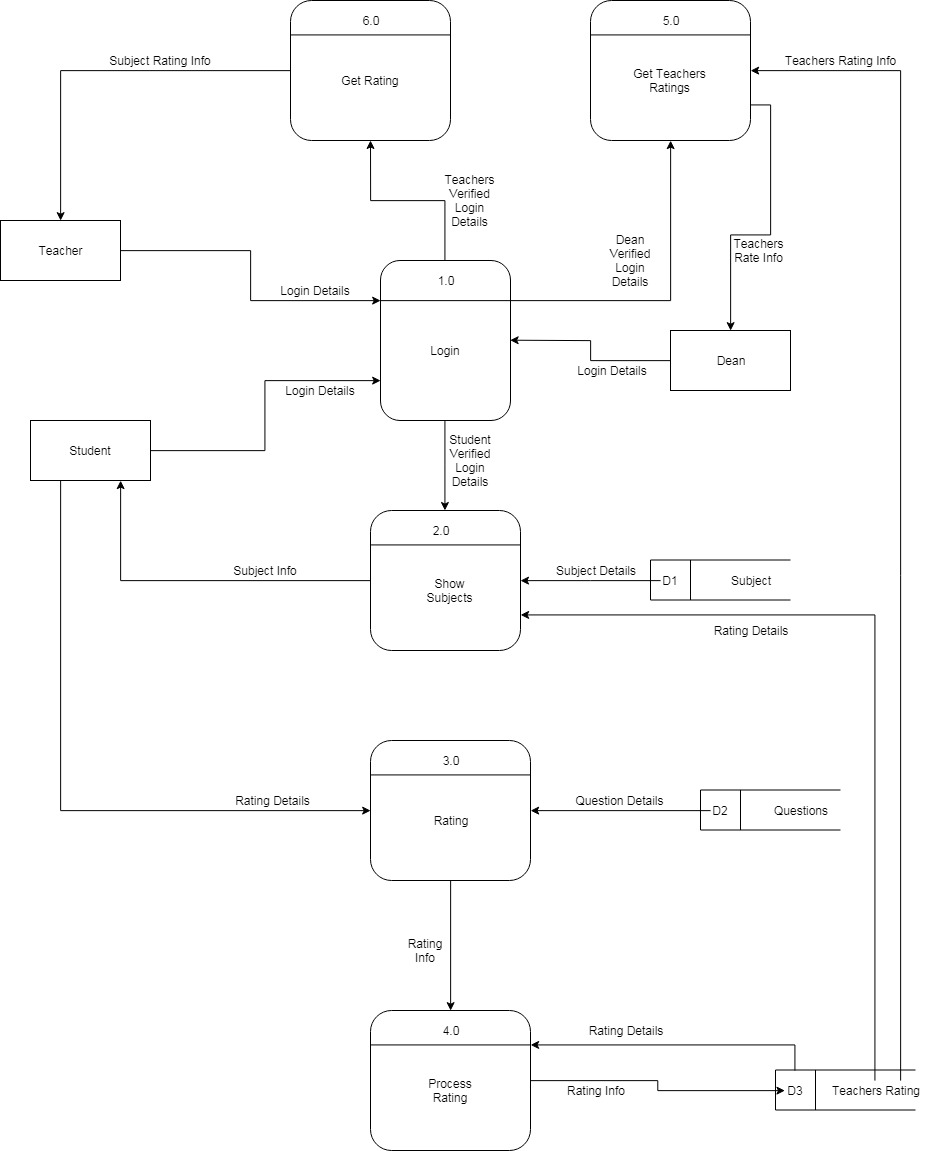 6.0
5.0
Subject Rating Info
Get Rating
Get Teachers
Ratings
Teachers Rating Info
Teachers
Verified
Login
Details
Teacher
Dean
Verified
Login
Details
Teachers
Rate Info
Login Details
1.0
Login
Login Details
Dean
Login Details
Student
Student
Verified
Login
Details
2.0
Subject Info
Show
Subjects
Subject Details
D1
Subject
Rating Details
3.0
Rating Details
Rating
Question Details
D2
Questions
Rating
Info
4.0
Rating Details
Process
Rating
Rating Info
D3
Teachers Rating